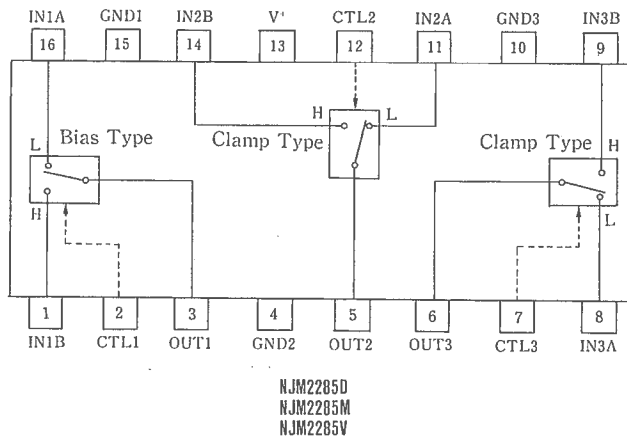 IN1A GND1 IN2B V+ CTL2 IN2A GND3 IN3B
16 15 14 13 12 11 10 9
H L
Bias Type Clamp Type Clamp Type
L H
H L
1 2 3 4 5 6 7 8
IN1B CTL1 OUT1 GND2 OUT2 OUT3 CTL3 IN3A
NJM2285D
NJM2285M
NJM2285V